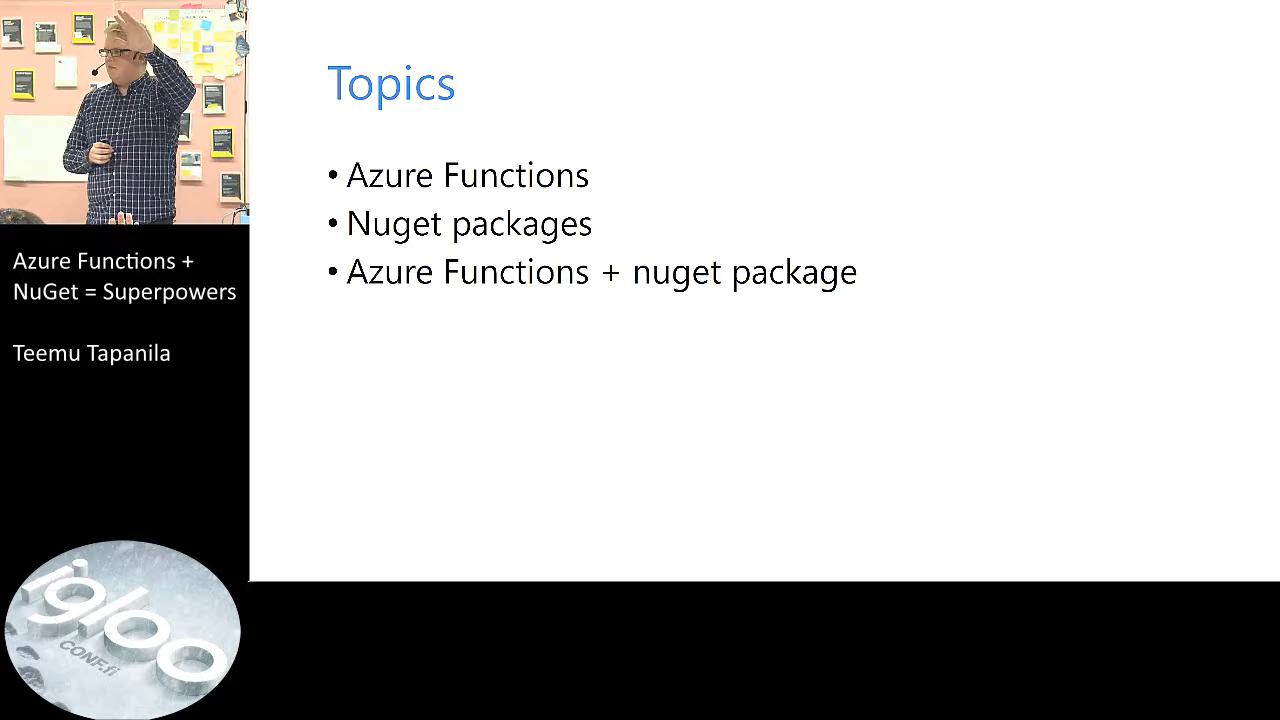 Topics
• Azure Functions
• Nuget packages
• Azure Functions + nuget package
Azure Functions +
NuGet = Superpowers
Teemu Tapanila
igloo
CONF.fi